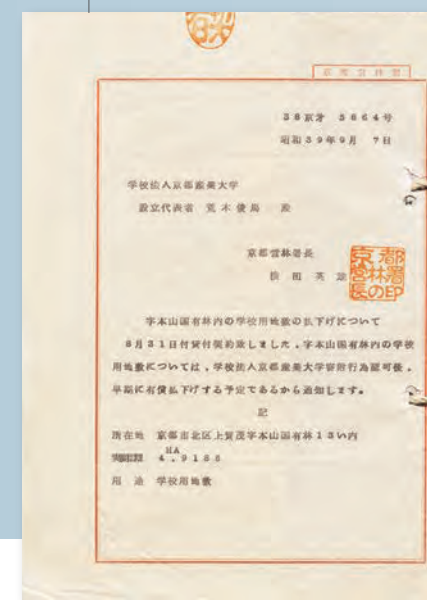 38京才 5664号
昭和39年9月 7日
学校法人京都産業大学
設立代表者 荒木俊馬 殿
京都営林署長
京都営林署長の印
字本山国有林内の学校用地敷の払下げについて
8月31日付貸付契約致しました、字本山国有林内の学校
用地敷については、学校法人京都産業大学寄附行為認可後、
早期に有償払下げする予定であるから通知します。
記
所在地 京都市北区上賀茂字本山国有林13い内
HA
4.9186
用途 学校用地敷